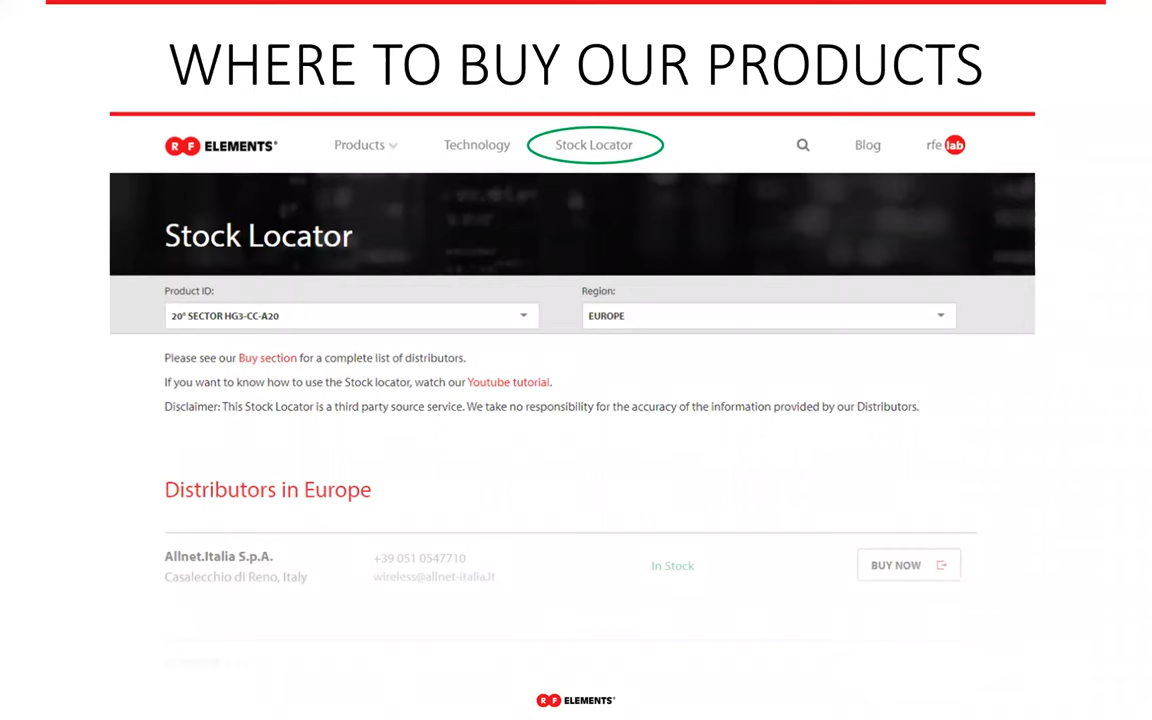 WHERE TO BUY OUR PRODUCTS
RF ELEMENTS® Products Technology Stock Locator Blog rfe lab
Stock Locator
Product ID: Region:
20° SECTOR HG3-CC-A20 EUROPE
Please see our Buy section for a complete list of distributors.
If you want to know how to use the Stock locator, watch our Youtube tutorial.
Disclaimer: This Stock Locator is a third party source service. We take no responsibility for the accuracy of the information provided by our Distributors.
Distributors in Europe
Allnet.Italia S.p.A. +39 051 0547710 In Stock BUY NOW
Casalecchio di Reno, Italy wireless@allnet-italia.it
RF ELEMENTS®